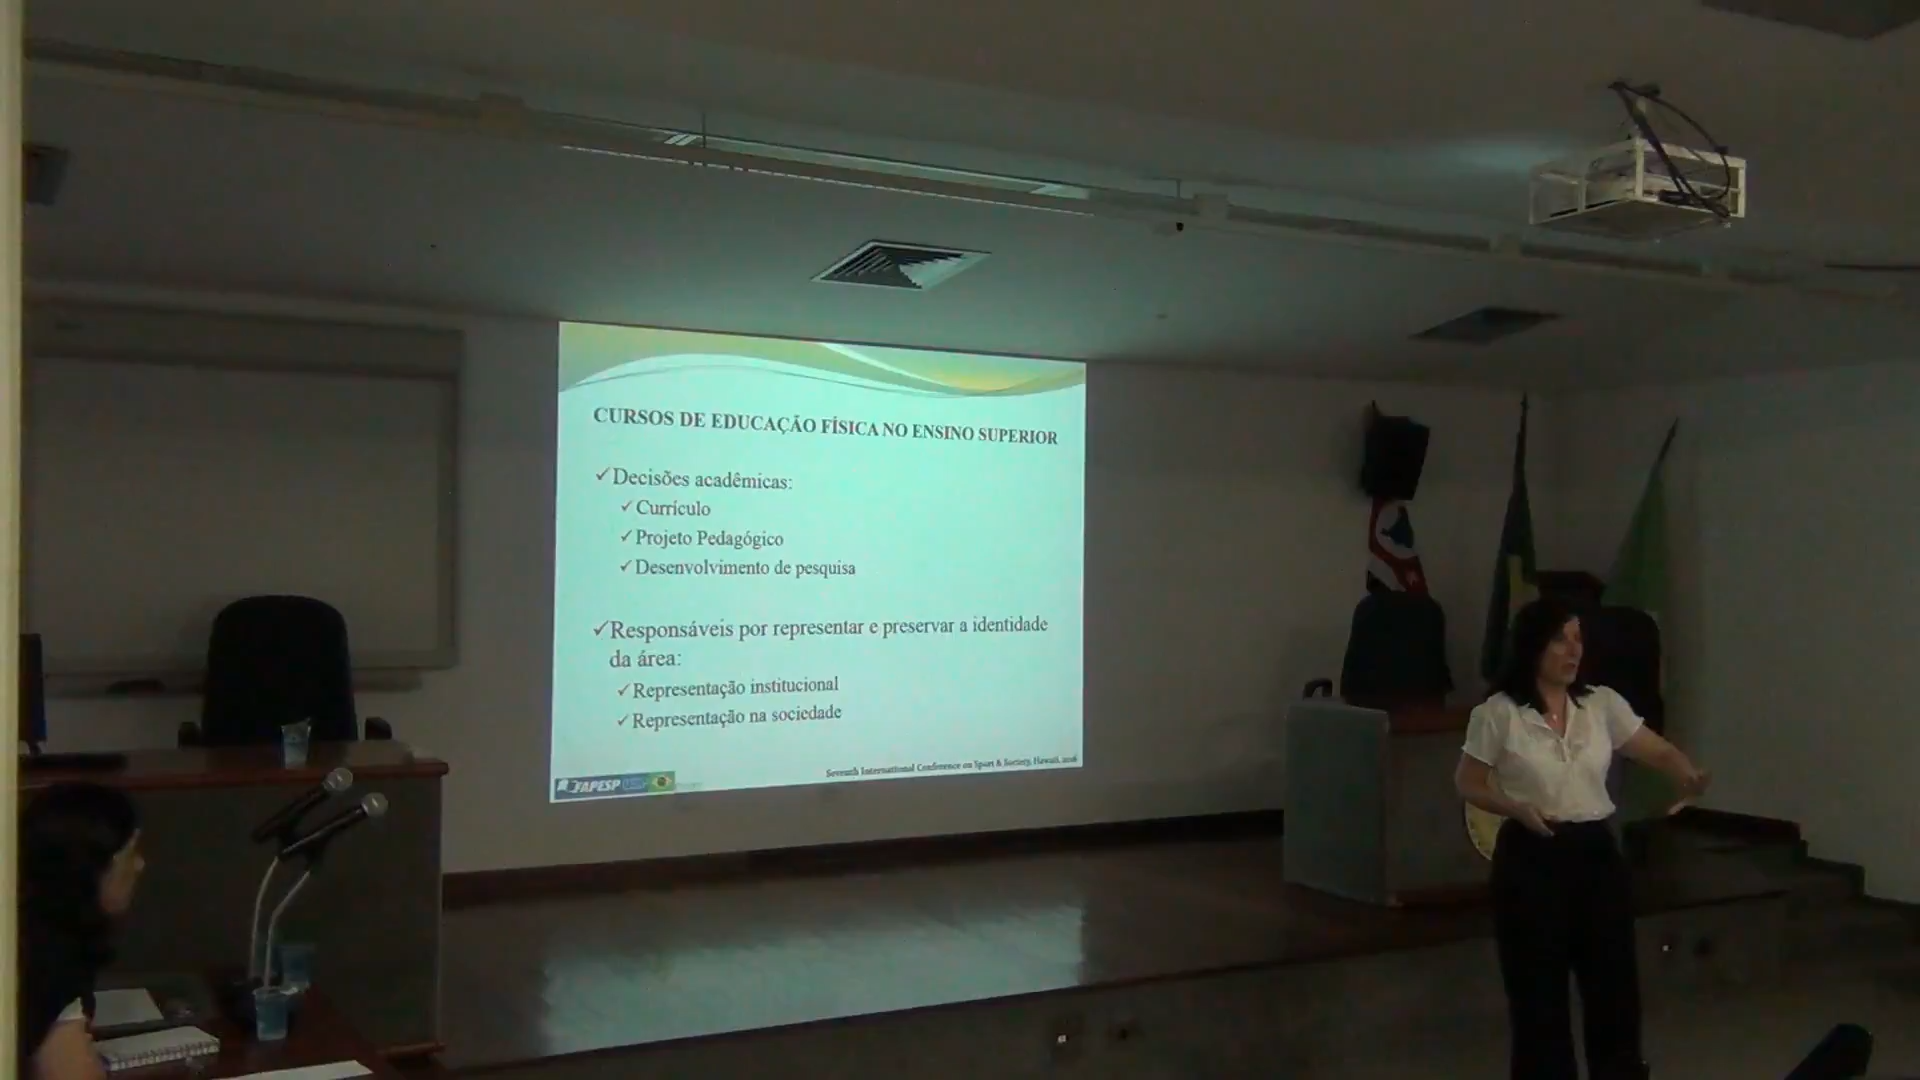 CURSOS DE EDUCAÇÃO FÍSICA NO ENSINO SUPERIOR
✓Decisões acadêmicas:
✓Currículo
✓Projeto Pedagógico
✓Desenvolvimento de pesquisa
✓Responsáveis por representar e preservar a identidade
da área:
✓Representação institucional
✓Representação na sociedade
Seventh International Conference on Sport & Society, Hawaii, 2016
FAPESP USP